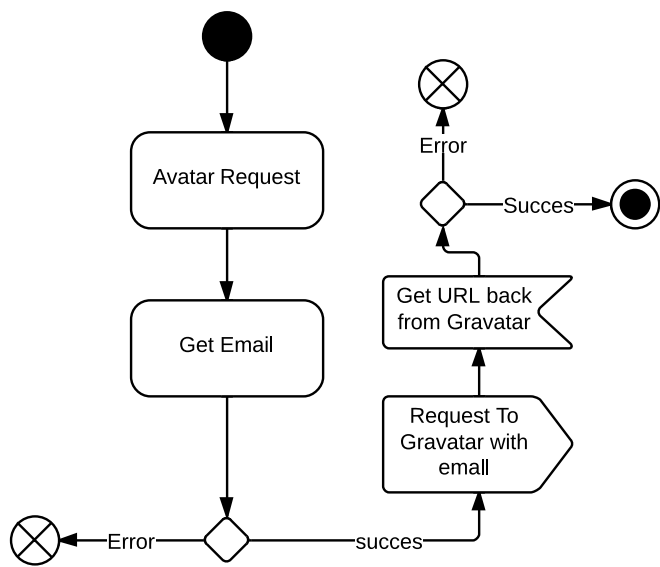 Avatar Request
Get Email
Error
succes
Request To
Gravatar with
email
Get URL back
from Gravatar
Error
Succes